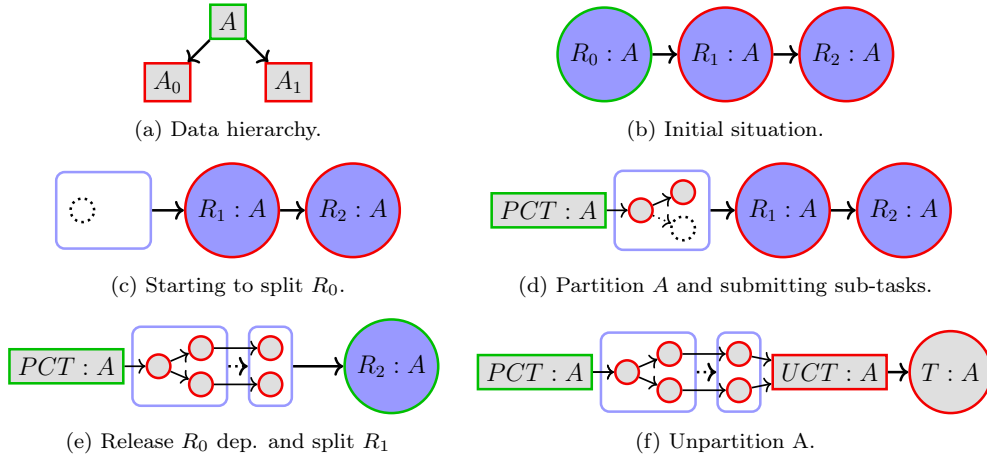 A
A₀ A₁
(a) Data hierarchy.
R₀ : A R₁ : A R₂ : A
(b) Initial situation.
R₁ : A R₂ : A
(c) Starting to split R₀.
PCT : A R₁ : A R₂ : A
(d) Partition A and submitting sub-tasks.
PCT : A R₂ : A
(e) Release R₀ dep. and split R₁
PCT : A UCT : A T : A
(f) Unpartition A.